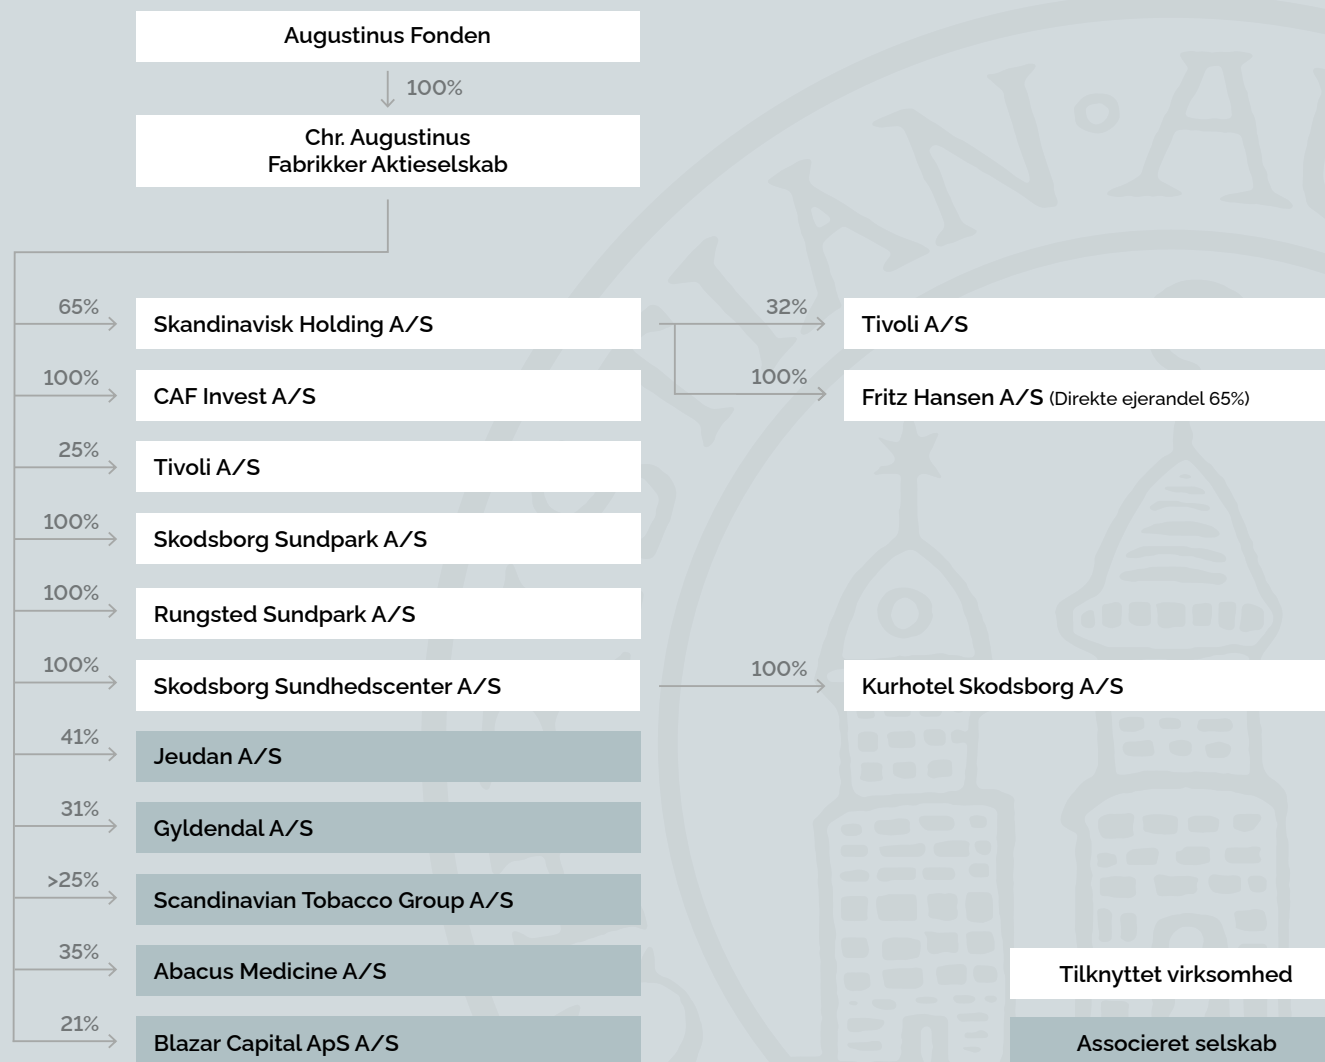 Augustinus Fonden
100%
Chr. Augustinus
Fabrikker Aktieselskab
65%
Skandinavisk Holding A/S
32%
Tivoli A/S
100%
CAF Invest A/S
100%
Fritz Hansen A/S (Direkte ejerandel 65%)
25%
Tivoli A/S
100%
Skodsborg Sundpark A/S
100%
Rungsted Sundpark A/S
100%
Skodsborg Sundhedscenter A/S
100%
Kurhotel Skodsborg A/S
41%
Jeudan A/S
31%
Gyldendal A/S
>25%
Scandinavian Tobacco Group A/S
35%
Abacus Medicine A/S
Tilknyttet virksomhed
21%
Blazar Capital ApS A/S
Associeret selskab